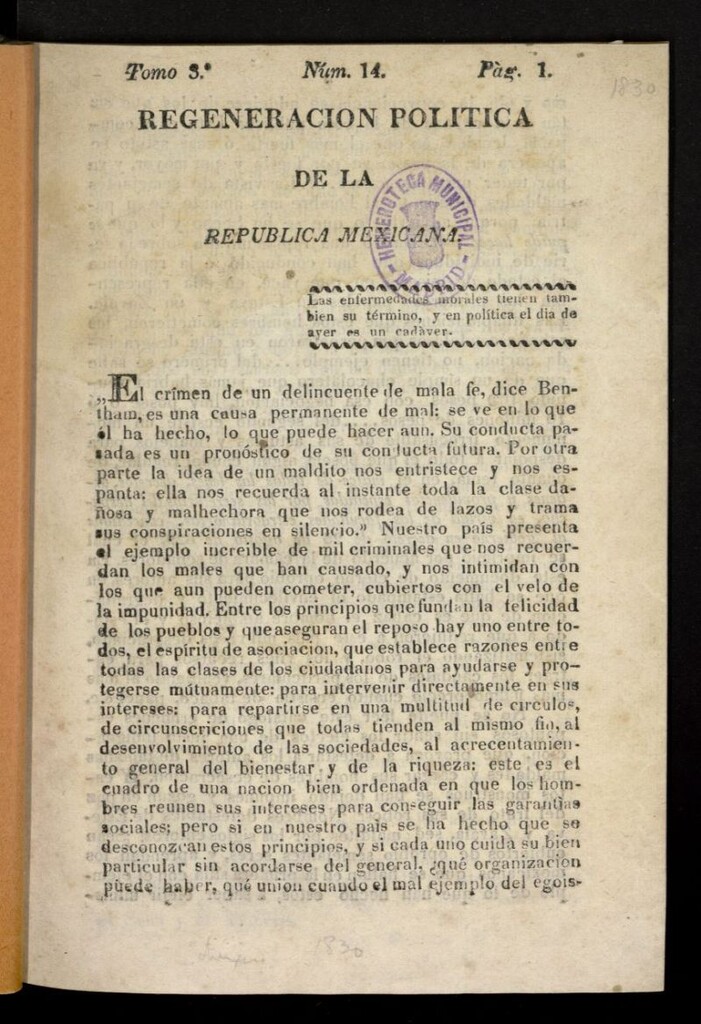 Tomo 3.º Núm. 14. Pàg. 1.
1830
REGENERACION POLITICA
DE LA
REPUBLICA MEXICANA.
HEMEROTECA MUNICIPAL
MADRID
Las enfermedades morales tienen tam-
bien su término, y en política el dia de
ayer es un cadàver.
„El crímen de un delincuente de mala fe, dice Ben-
tham, es una causa permanente de mal: se ve en lo que
él ha hecho, lo que puede hacer aun. Su conducta pa-
sada es un pronóstico de su conducta futura. Por otra
parte la idea de un maldito nos entristece y nos es-
panta: ella nos recuerda al instante toda la clase da-
ñosa y malhechora que nos rodea de lazos y trama
sus conspiraciones en silencio.” Nuestro país presenta
el ejemplo increible de mil criminales que nos recuer-
dan los males que han causado, y nos intimidan con
los que aun pueden cometer, cubiertos con el velo de
la impunidad. Entre los principios que fundan la felicidad
de los pueblos y que aseguran el reposo hay uno entre to-
dos, el espíritu de asociacion, que establece razones entre
todas las clases de los ciudadanos para ayudarse y pro-
tegerse mútuamente: para intervenir directamente en sus
intereses: para repartirse en una multitud de círculos,
de circunscriciones que todas tienden al mismo fin, al
desenvolvimiento de las sociedades, al acrecentamien-
to general del bienestar y de la riqueza: este es el
cuadro de una nacion bien ordenada en que los hom-
bres reunen sus intereses para conseguir las garantías
sociales; pero si en nuestro país se ha hecho que se
desconozcan estos principios, y si cada uno cuida su bien
particular sin acordarse del general, ¿qué organizacion
puede haber, qué union cuando el mal ejemplo del egois-
1830